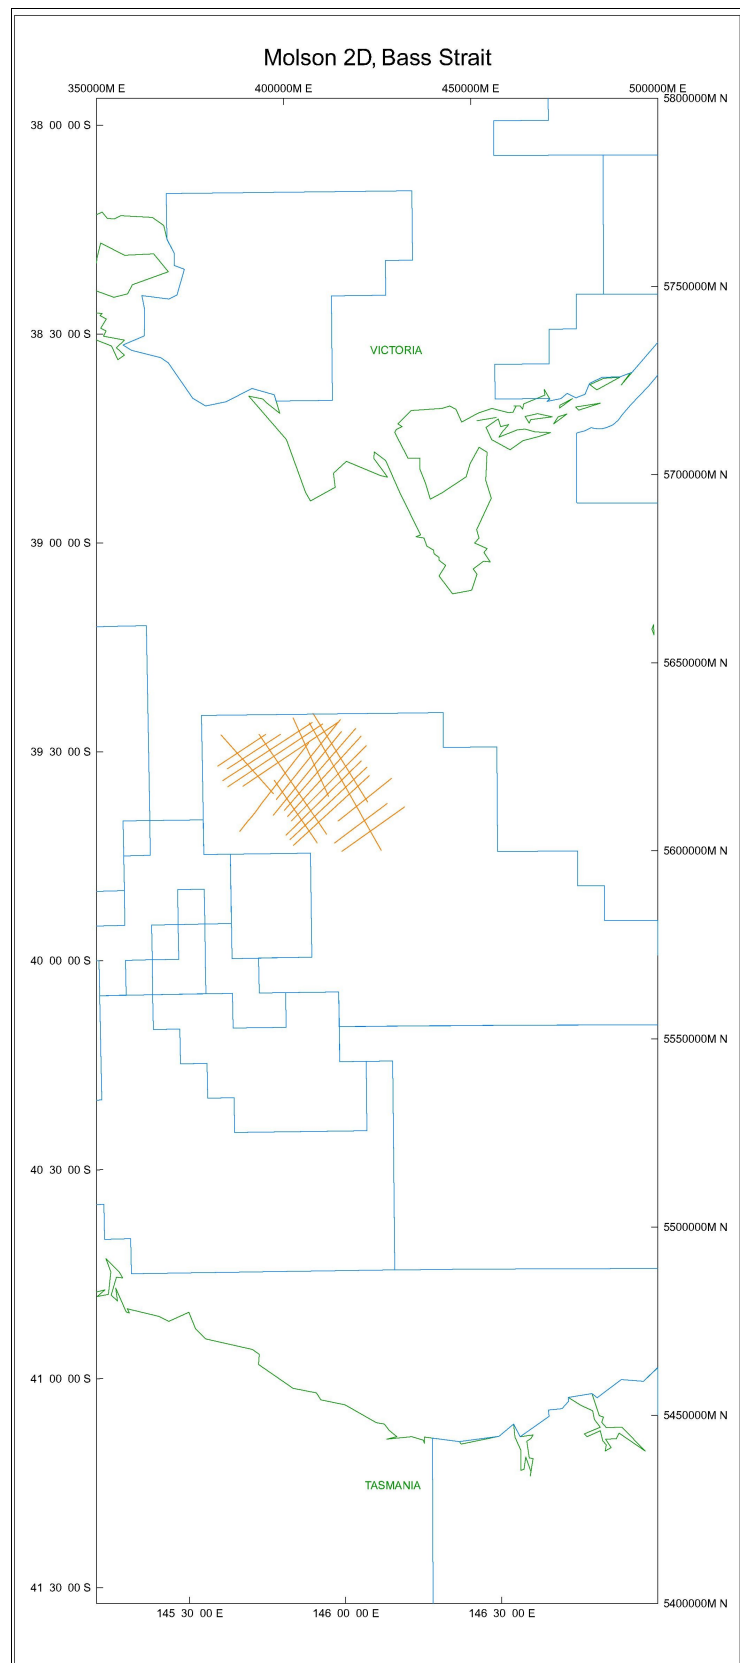 Molson 2D, Bass Strait
350000M E 400000M E 450000M E 500000M E
5800000M N
38 00 00 S
5750000M N
38 30 00 S
VICTORIA
5700000M N
39 00 00 S
5650000M N
39 30 00 S
5600000M N
40 00 00 S
5550000M N
40 30 00 S
5500000M N
41 00 00 S
5450000M N
TASMANIA
41 30 00 S
5400000M N
145 30 00 E 146 00 00 E 146 30 00 E